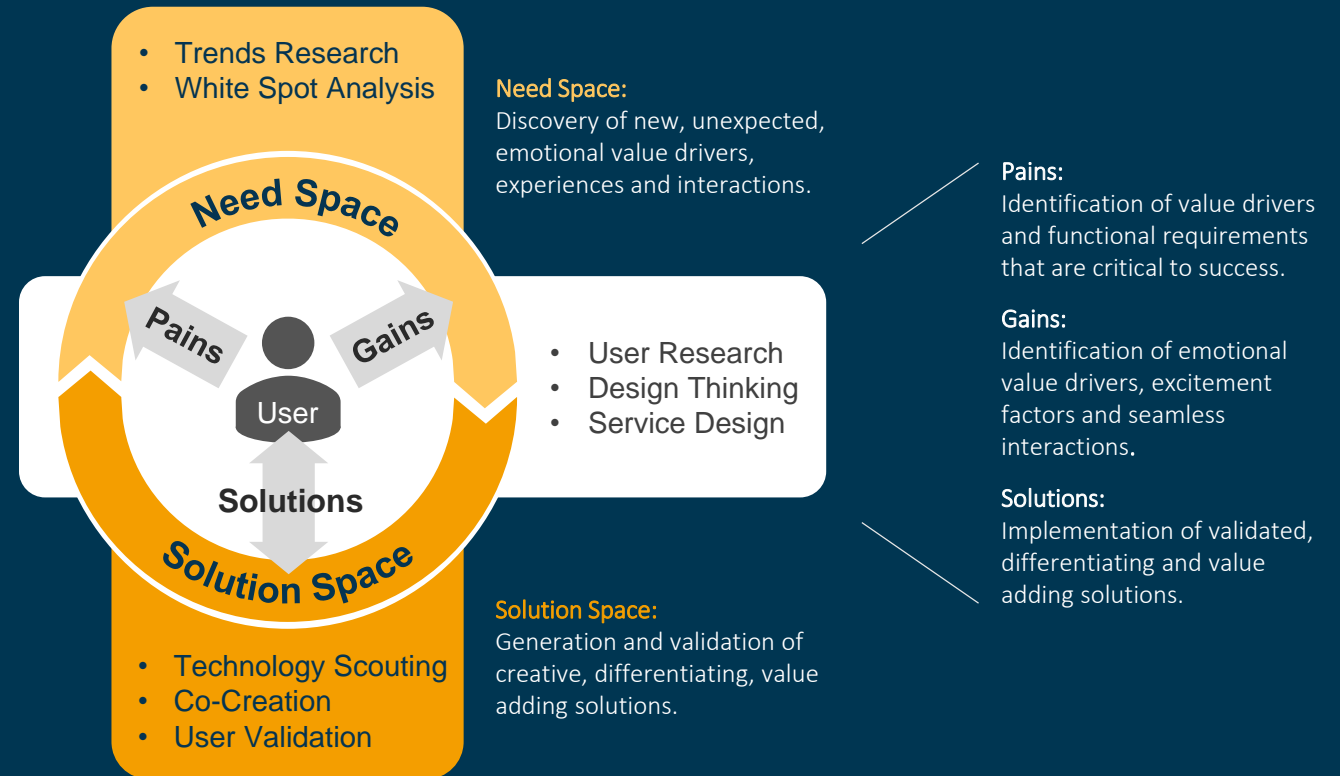 • Trends Research
• White Spot Analysis
Need Space:
Discovery of new, unexpected,
emotional value drivers,
experiences and interactions.
Need Space
Pains
Gains
User
Solutions
Solution Space
• User Research
• Design Thinking
• Service Design
Pains:
Identification of value drivers
and functional requirements
that are critical to success.
Gains:
Identification of emotional
value drivers, excitement
factors and seamless
interactions.
Solutions:
Implementation of validated,
differentiating and value
adding solutions.
Solution Space:
Generation and validation of
creative, differentiating, value
adding solutions.
• Technology Scouting
• Co-Creation
• User Validation